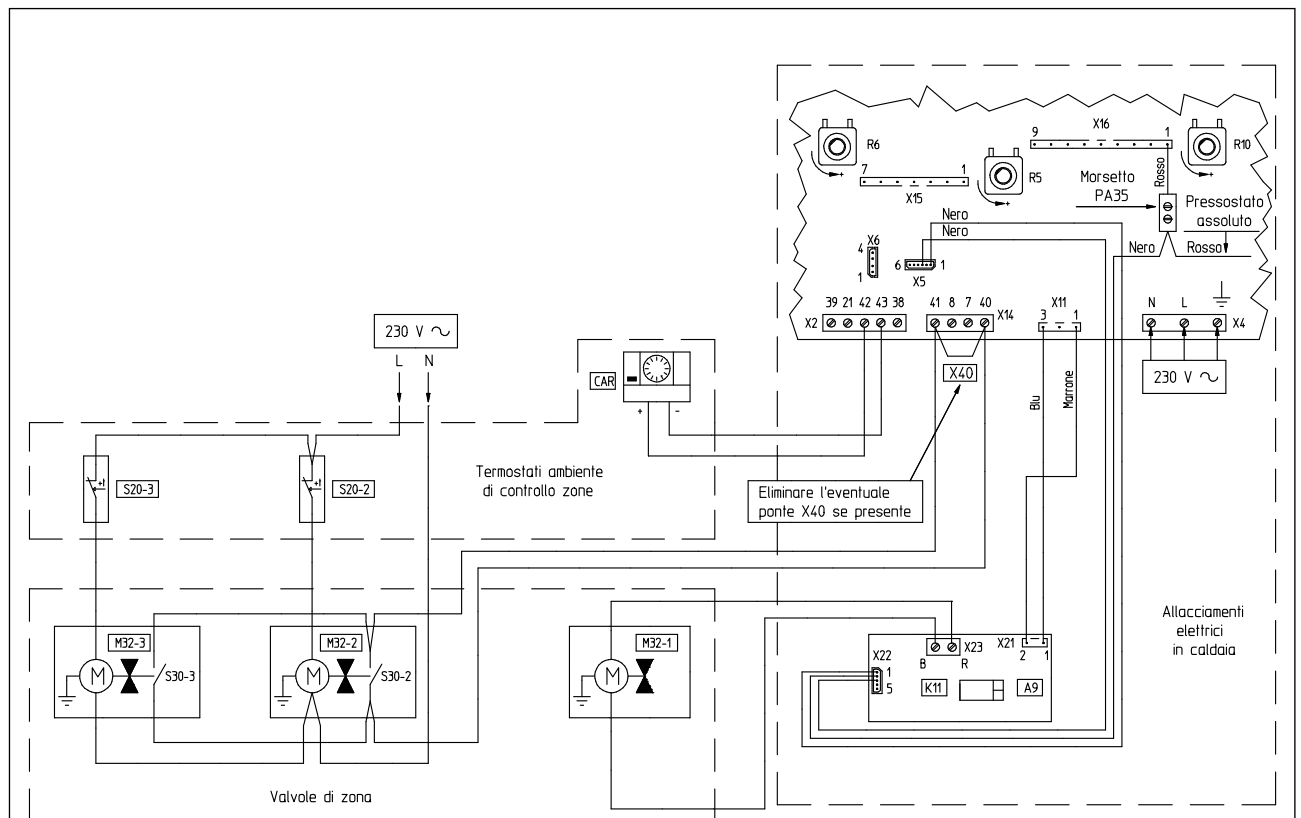 9
X16
1
R6
R10
7
1
R5
Rosso
Morsetto
PA35
X15
Pressostato
assoluto
Nero
Nero
Nero
Rosso
X6
4
1
6
1
X5
39 21 42 43 38
X2
41 8 7 40
X14
X11
3 1
N L
X4
230 V ~
L N
CAR
+ -
X40
Blu
Marrone
230 V ~
S20-3
S20-2
Termostati ambiente
di controllo zone
Eliminare l'eventuale
ponte X40 se presente
+t
+t
Allacciamenti
elettrici
in caldaia
M32-3
M
S30-3
M32-2
M
S30-2
M32-1
M
X23
B R
X21
2 1
X22
1
5
K11
A9
Valvole di zona